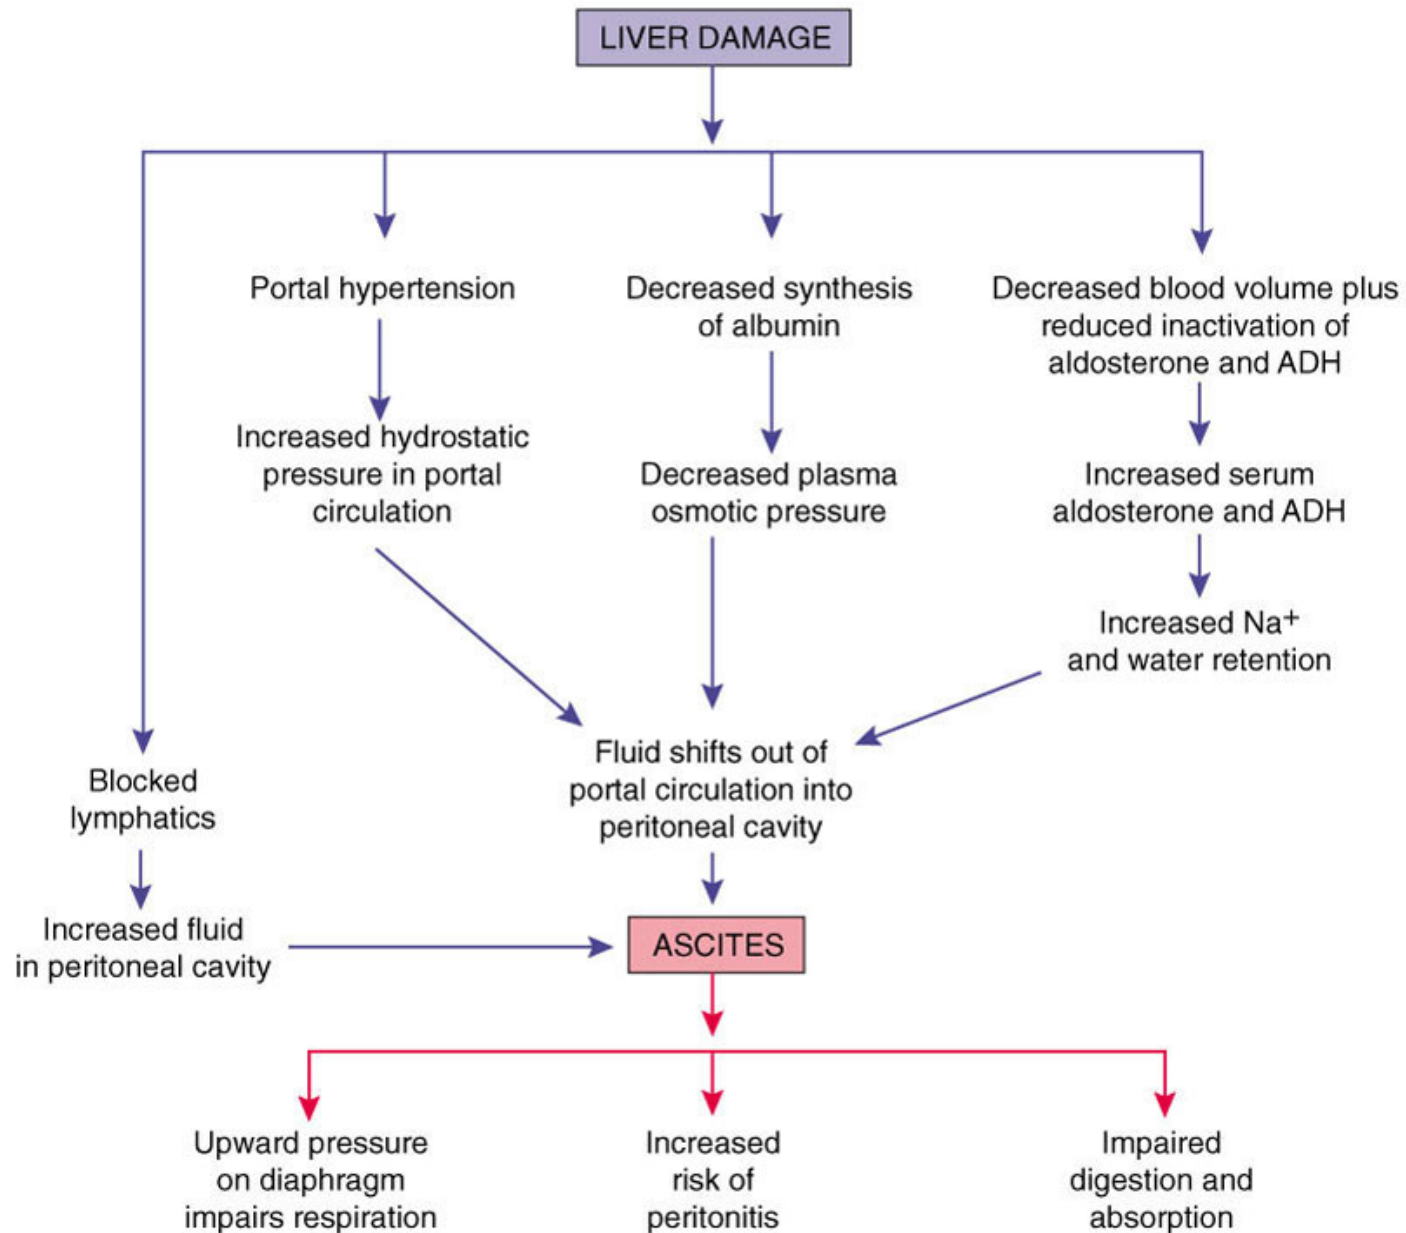 LIVER DAMAGE
Portal hypertension
Decreased synthesis
of albumin
Decreased blood volume plus
reduced inactivation of
aldosterone and ADH
Increased hydrostatic
pressure in portal
circulation
Decreased plasma
osmotic pressure
Increased serum
aldosterone and ADH
Increased Na⁺
and water retention
Blocked
lymphatics
Fluid shifts out of
portal circulation into
peritoneal cavity
Increased fluid
in peritoneal cavity
ASCITES
Upward pressure
on diaphragm
impairs respiration
Increased
risk of
peritonitis
Impaired
digestion and
absorption